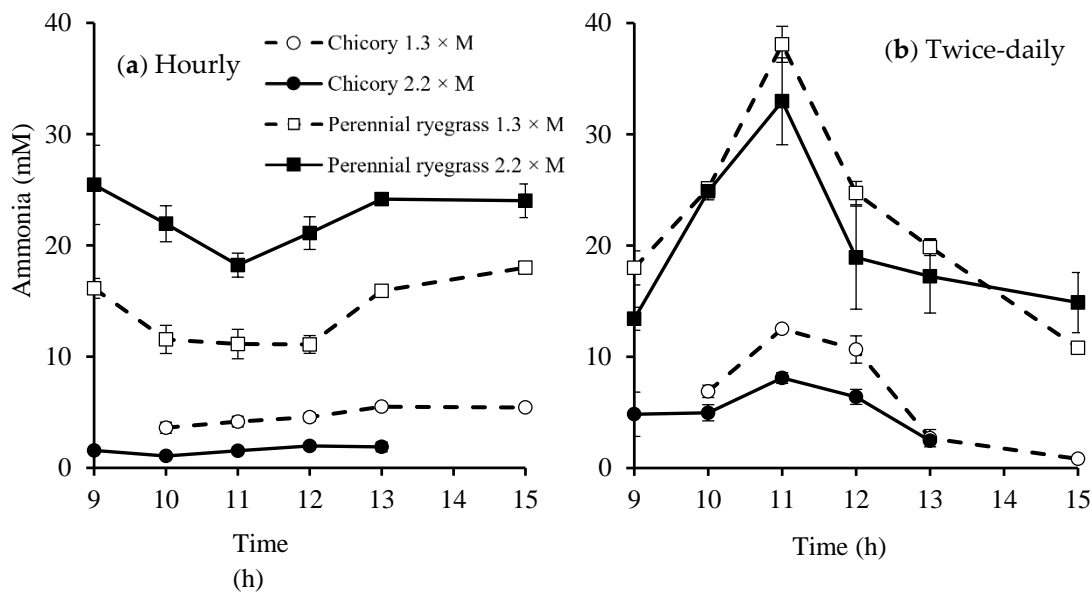 40
30
20
10
0
Ammonia (mM)
(a) Hourly
Chicory 1.3 × M
Chicory 2.2 × M
Perennial ryegrass 1.3 × M
Perennial ryegrass 2.2 × M
9 10 11 12 13 14 15
Time
(h)
40
30
20
10
0
(b) Twice-daily
9 10 11 12 13 14 15
Time (h)